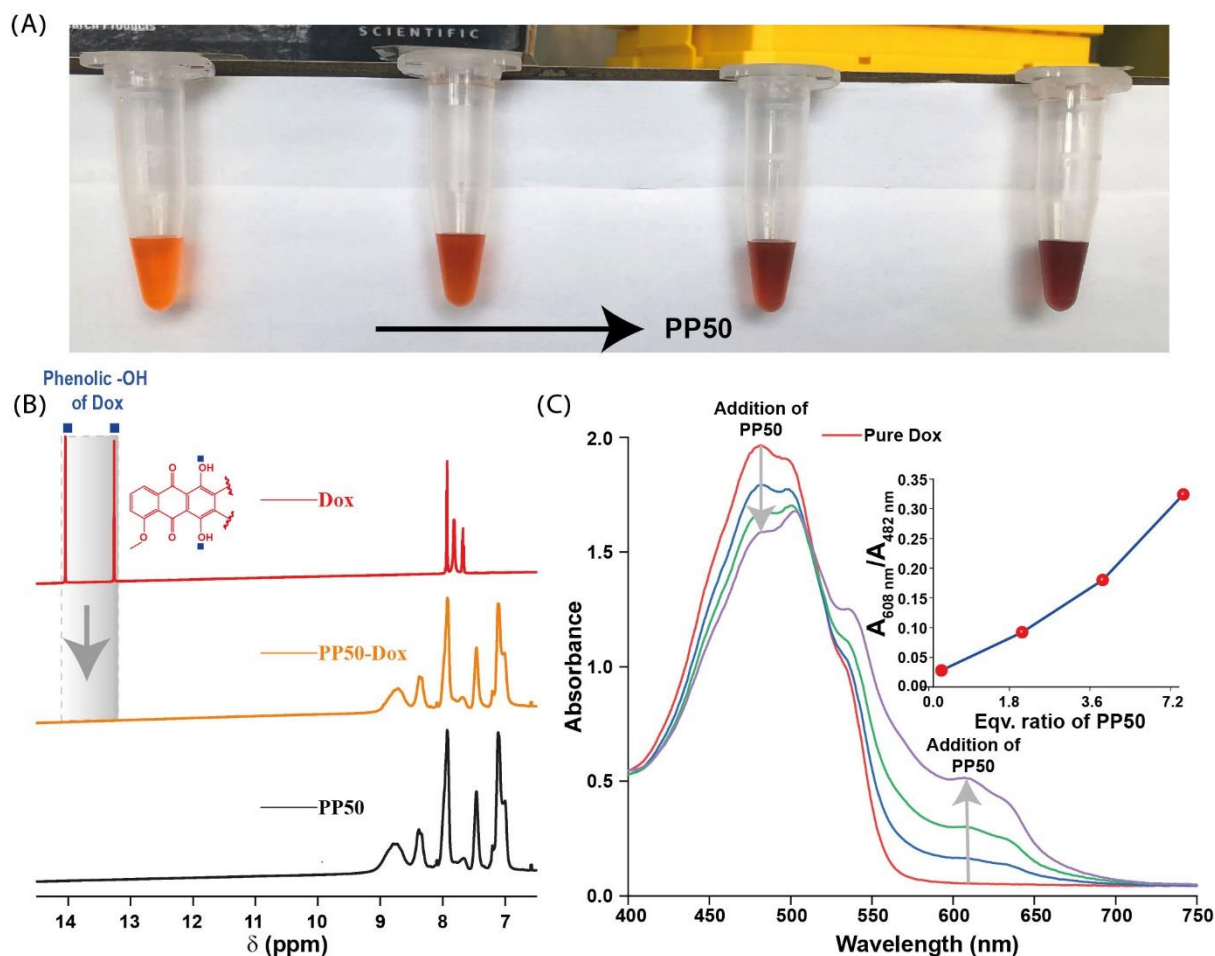 (A)
SCIENTIFIC
PP50
(B)
Phenolic -OH
of Dox
O
OH
O
O
OH
Dox
PP50-Dox
PP50
14 13 12 11 10 9 8 7
δ (ppm)
(C)
Addition of
PP50
Pure Dox
2.0
1.5
1.0
0.5
0.0
Absorbance
400 450 500 550 600 650 700 750
Wavelength (nm)
A608 nm/A482 nm
0.35
0.30
0.25
0.20
0.15
0.10
0.05
0.00
0.0 1.8 3.6 7.2
Eqv. ratio of PP50
Addition of
PP50